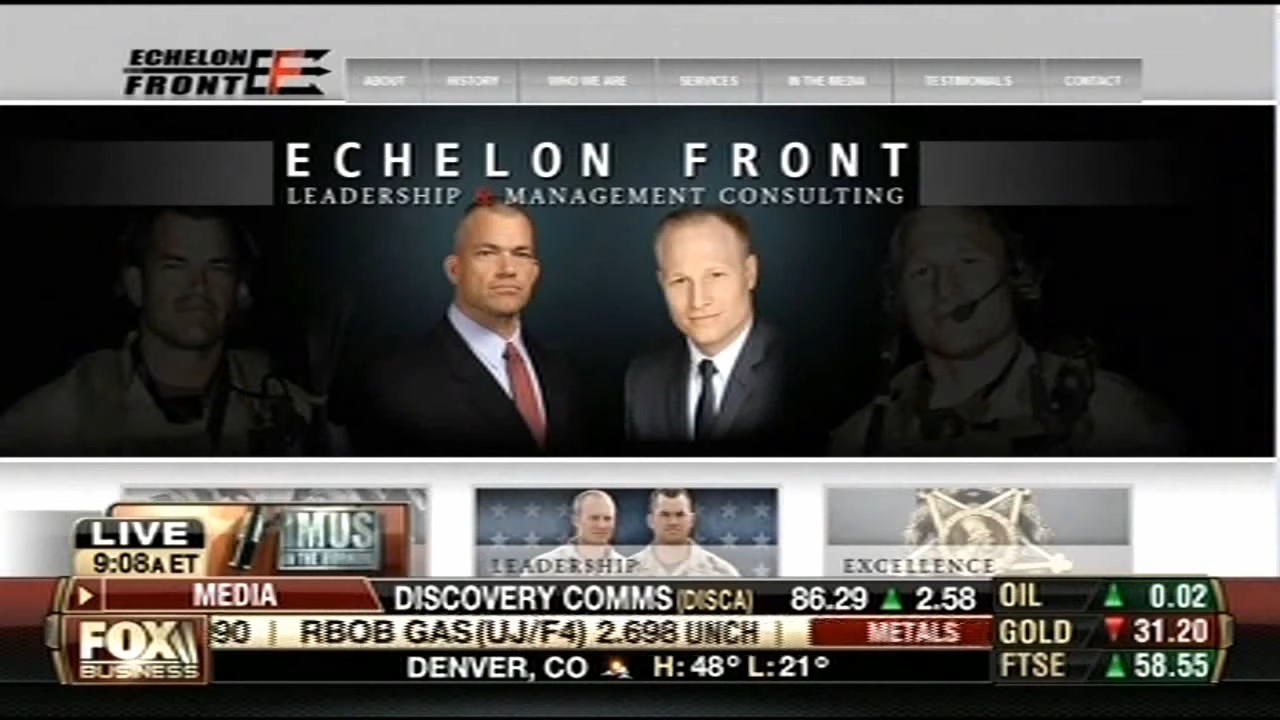 ECHELON
FRONT EF
ABOUT HISTORY WHO WE ARE SERVICES IN THE MEDIA TESTIMONIALS CONTACT
ECHELON FRONT
LEADERSHIP & MANAGEMENT CONSULTING
LEADERSHIP EXCELLENCE
LIVE
9:08A ET
IMUS
IN THE MORNING
MEDIA DISCOVERY COMMS (DISCA) 86.29 ▲ 2.58 OIL ▲ 0.02
FOX 90 | RBOB GAS(UJ/F4) 2.698 UNCH | METALS GOLD ▼ 31.20
BUSINESS DENVER, CO H: 48° L: 21° FTSE ▲ 58.55